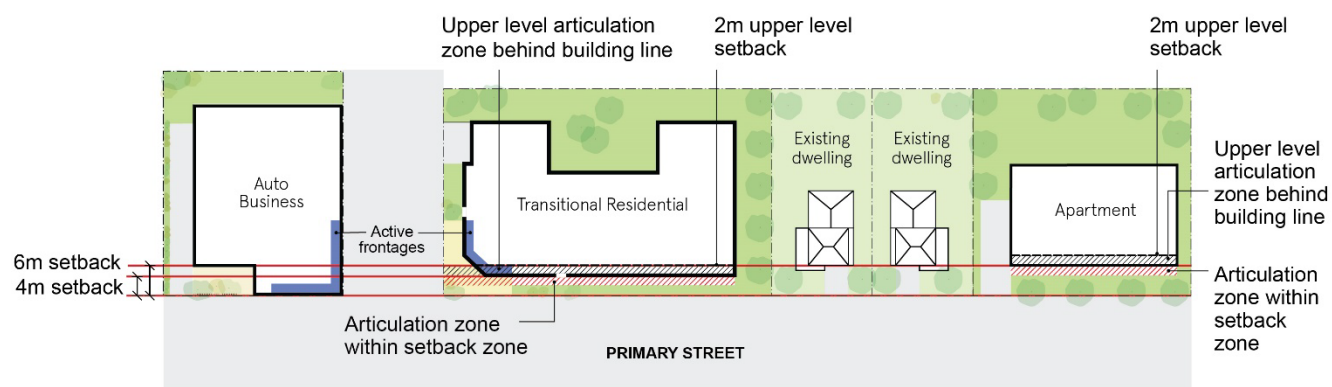 Upper level articulation
zone behind building line
2m upper level
setback
2m upper level
setback
Existing
dwelling
Existing
dwelling
Upper level
articulation
zone behind
building line
Auto
Business
Transitional Residential
Apartment
Active
frontages
6m setback
4m setback
Articulation
zone within
setback
zone
Articulation zone
within setback zone
PRIMARY STREET